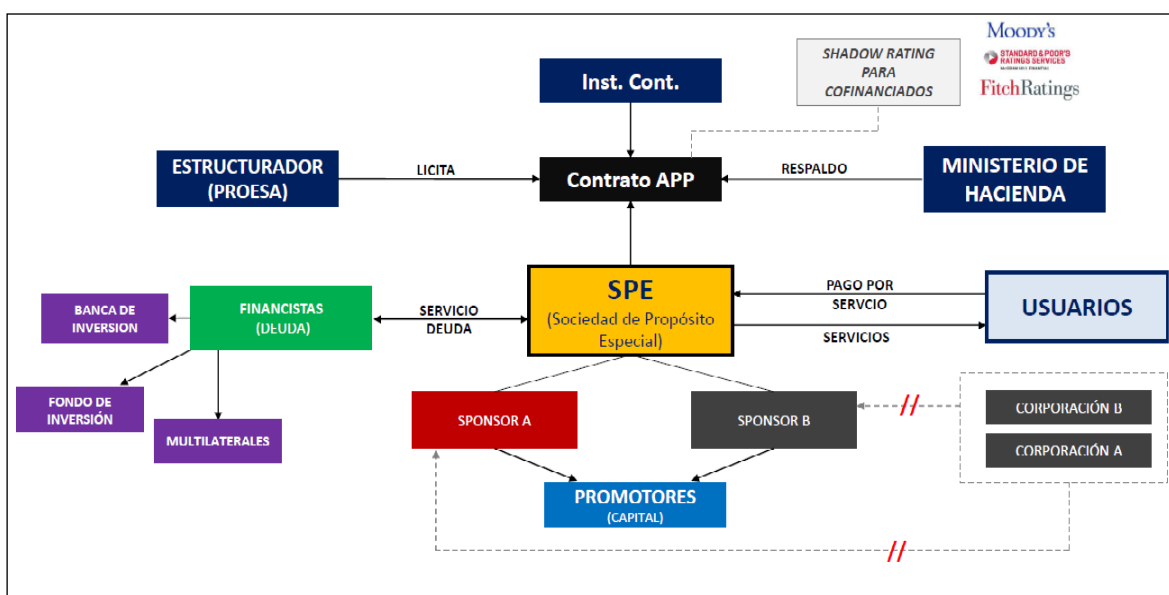 MOODY'S
STANDARD & POOR'S
RATINGS SERVICES
FitchRatings
SHADOW RATING
PARA
COFINANCIADOS
Inst. Cont.
ESTRUCTURADOR
(PROESA)
LICITA
Contrato APP
RESPALDO
MINISTERIO DE
HACIENDA
BANCA DE
INVERSION
FINANCISTAS
(DEUDA)
SERVICIO
DEUDA
SPE
(Sociedad de Propósito
Especial)
PAGO POR
SERVCIO
SERVICIOS
USUARIOS
FONDO DE
INVERSIÓN
MULTILATERALES
SPONSOR A
SPONSOR B
//
CORPORACIÓN B
CORPORACIÓN A
PROMOTORES
(CAPITAL)
//